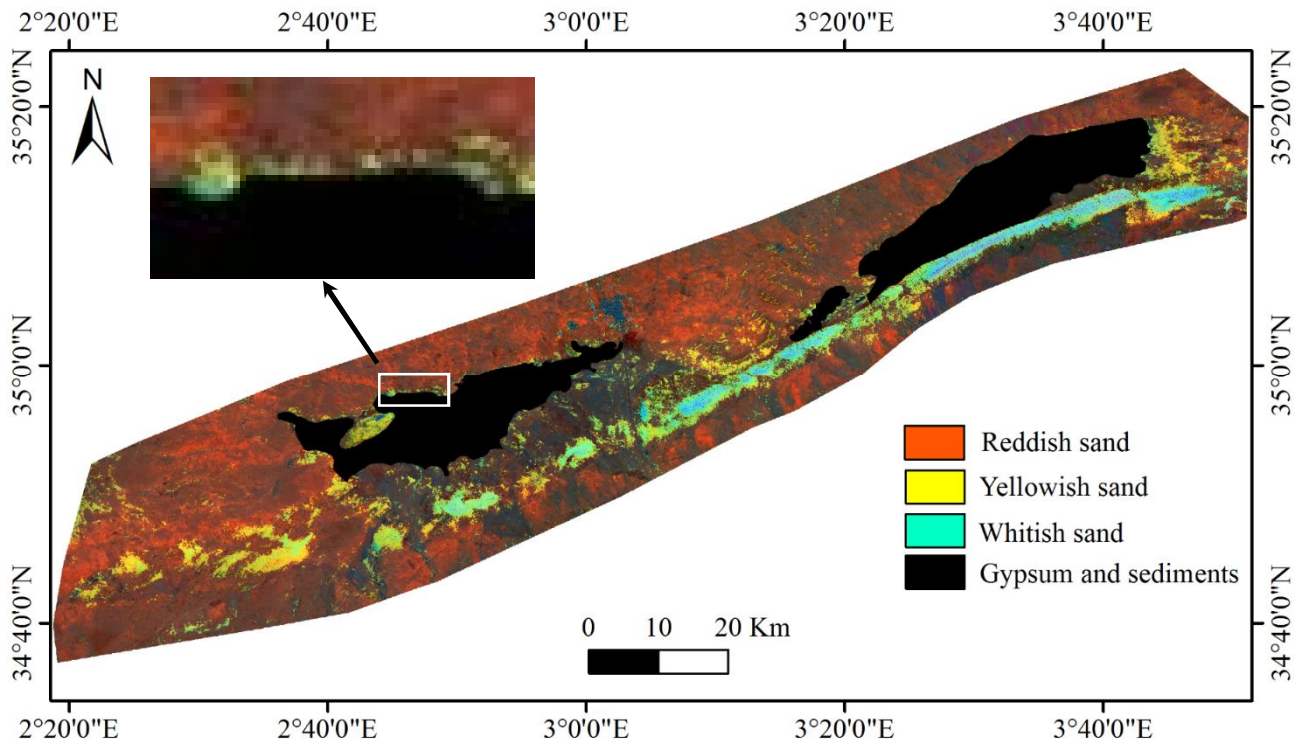 2°20'0"E 2°40'0"E 3°0'0"E 3°20'0"E 3°40'0"E
N
35°20'0"N 35°20'0"N
35°0'0"N 35°0'0"N
Reddish sand
Yellowish sand
Whitish sand
Gypsum and sediments
34°40'0"N 34°40'0"N
0 10 20 Km
2°20'0"E 2°40'0"E 3°0'0"E 3°20'0"E 3°40'0"E